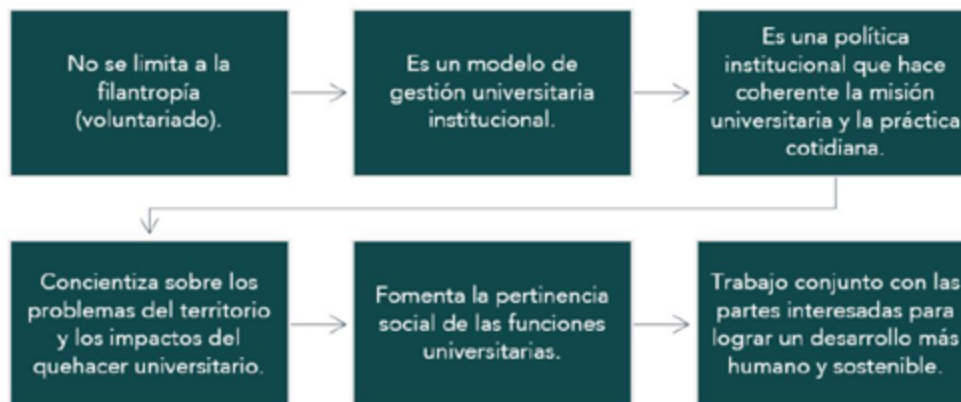 No se limita a la
filantropía
(voluntariado).
Es un modelo de
gestión universitaria
institucional.
Es una política
institucional que hace
coherente la misión
universitaria y la práctica
cotidiana.
Concientiza sobre los
problemas del territorio
y los impactos del
quehacer universitario.
Fomenta la pertinencia
social de las funciones
universitarias.
Trabajo conjunto con las
partes interesadas para
lograr un desarrollo más
humano y sostenible.